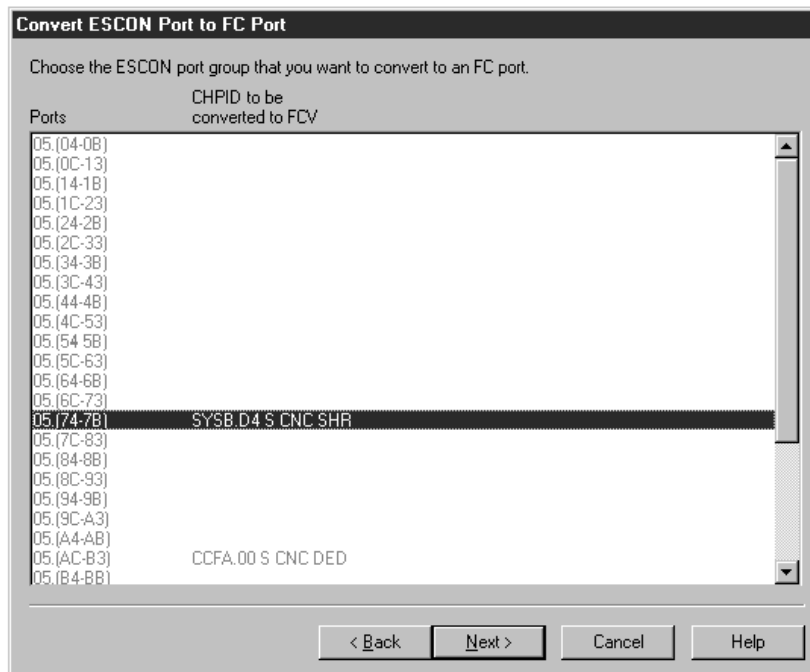 Convert ESCON Port to FC Port
Choose the ESCON port group that you want to convert to an FC port.
CHPID to be
Ports converted to FCV
05.(04-0B)
05.(0C-13)
05.(14-1B)
05.(1C-23)
05.(24-2B)
05.(2C-33)
05.(34-3B)
05.(3C-43)
05.(44-4B)
05.(4C-53)
05.(54 5B)
05.(5C-63)
05.(64-6B)
05.(6C-73)
05.(74-7B) SYSB.D4 S CNC SHR
05.(7C-83)
05.(84-8B)
05.(8C-93)
05.(94-9B)
05.(9C-A3)
05.(A4-AB)
05.(AC-B3) CCFA.00 S CNC DED
05.(B4-BB)
< Back Next > Cancel Help